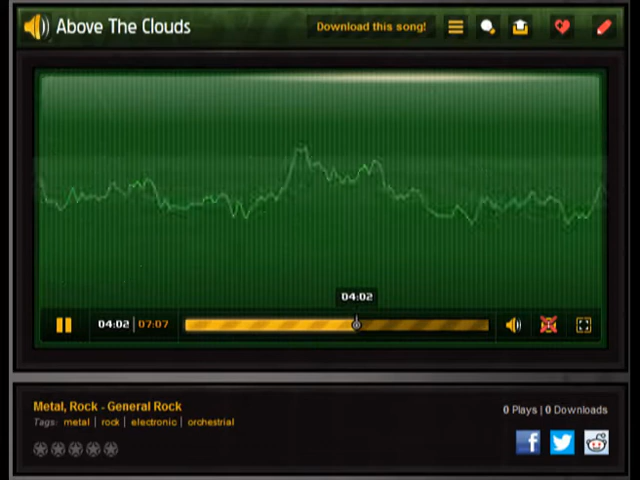 Above The Clouds
Download this song!
04:02
04:02 | 07:07
Metal, Rock - General Rock
0 Plays | 0 Downloads
Tags: metal | rock | electronic | orchestrial